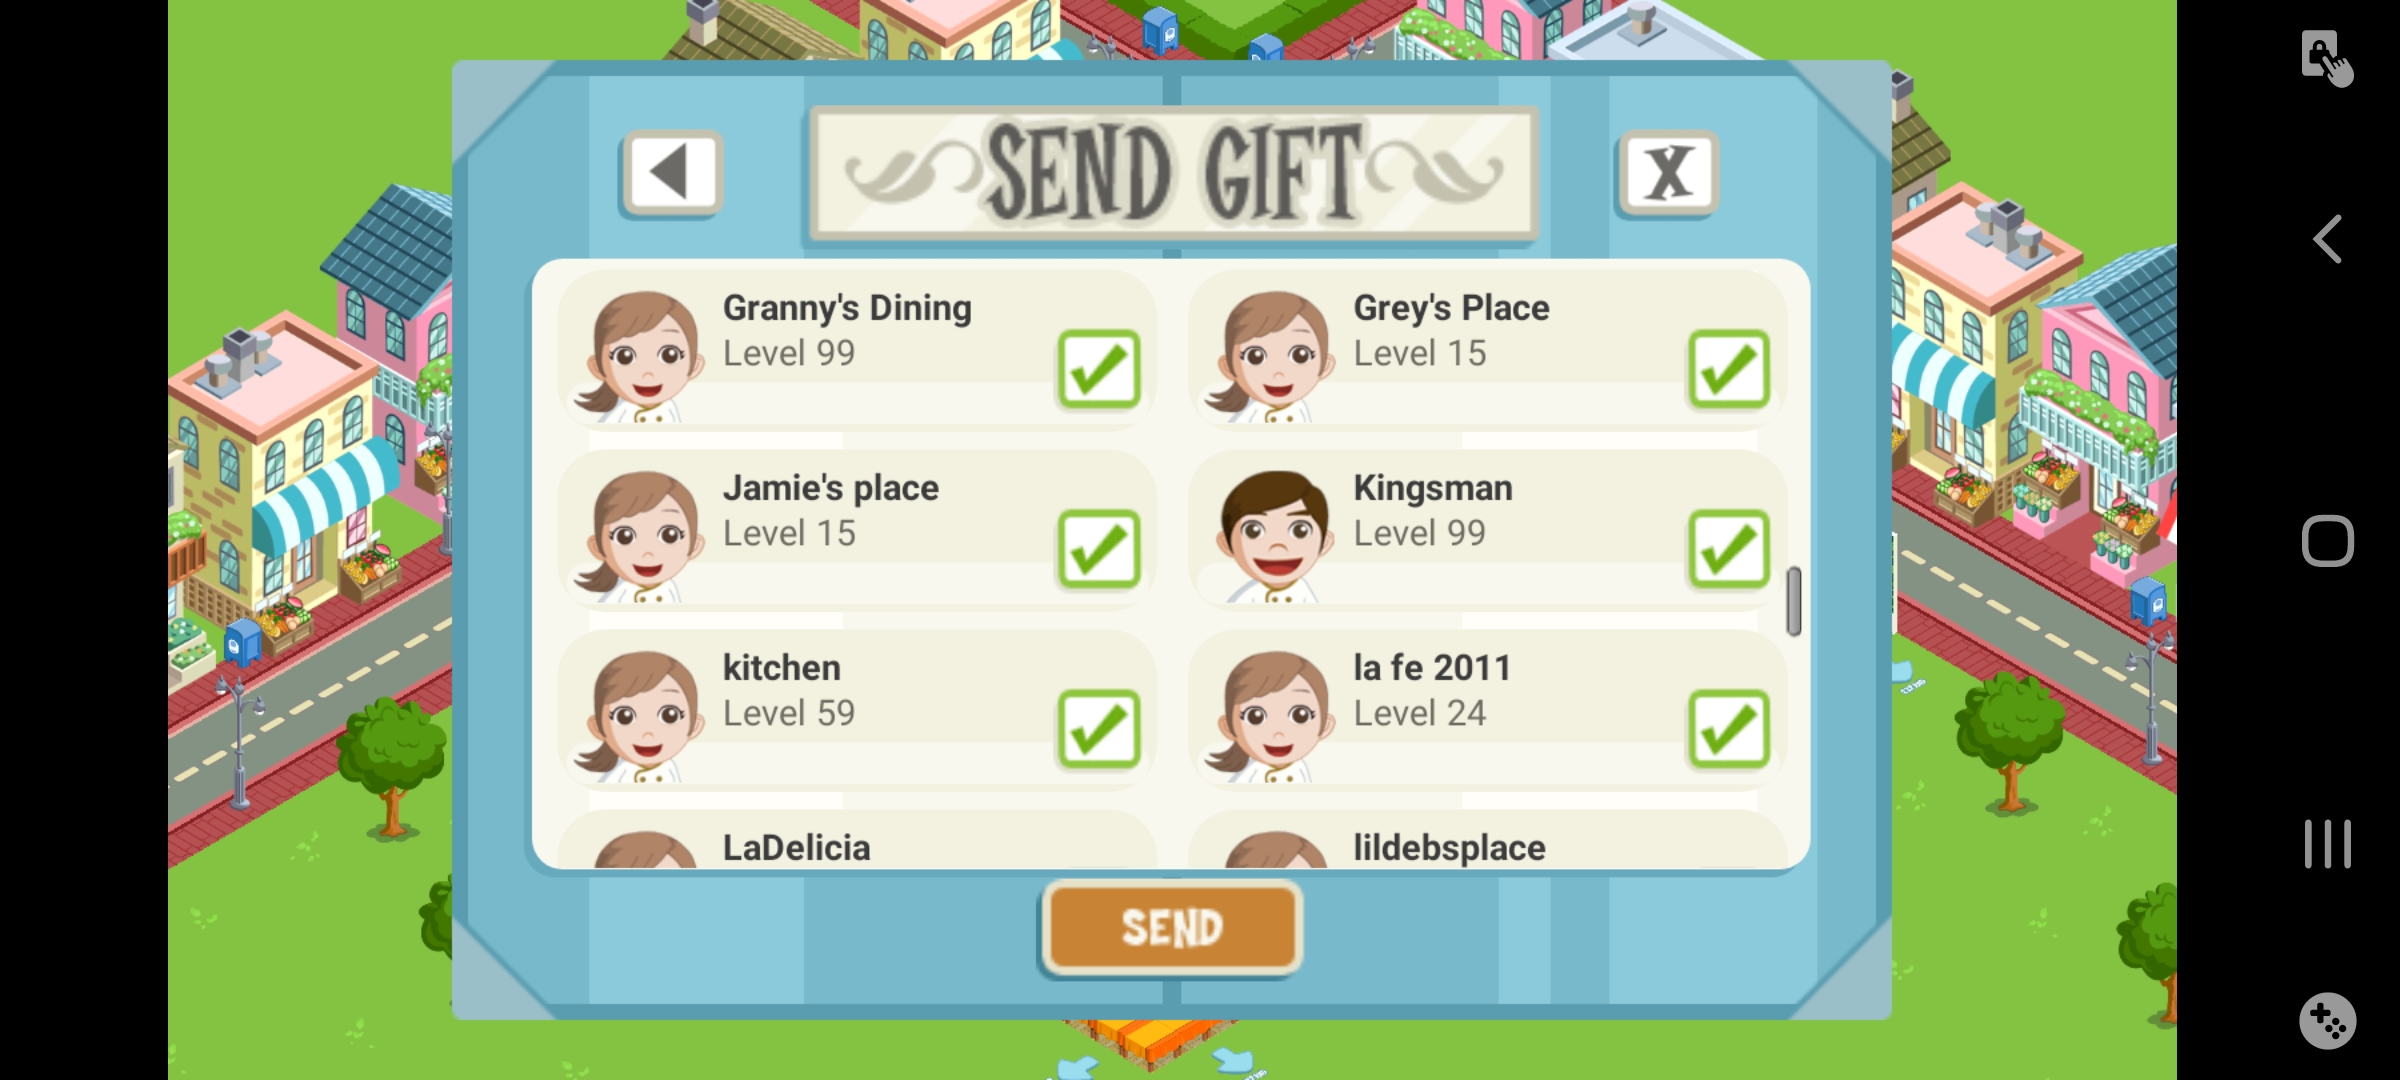 SEND GIFT
X
Granny's Dining
Level 99
Grey's Place
Level 15
Jamie's place
Level 15
Kingsman
Level 99
kitchen
Level 59
la fe 2011
Level 24
LaDelicia
lildebsplace
SEND